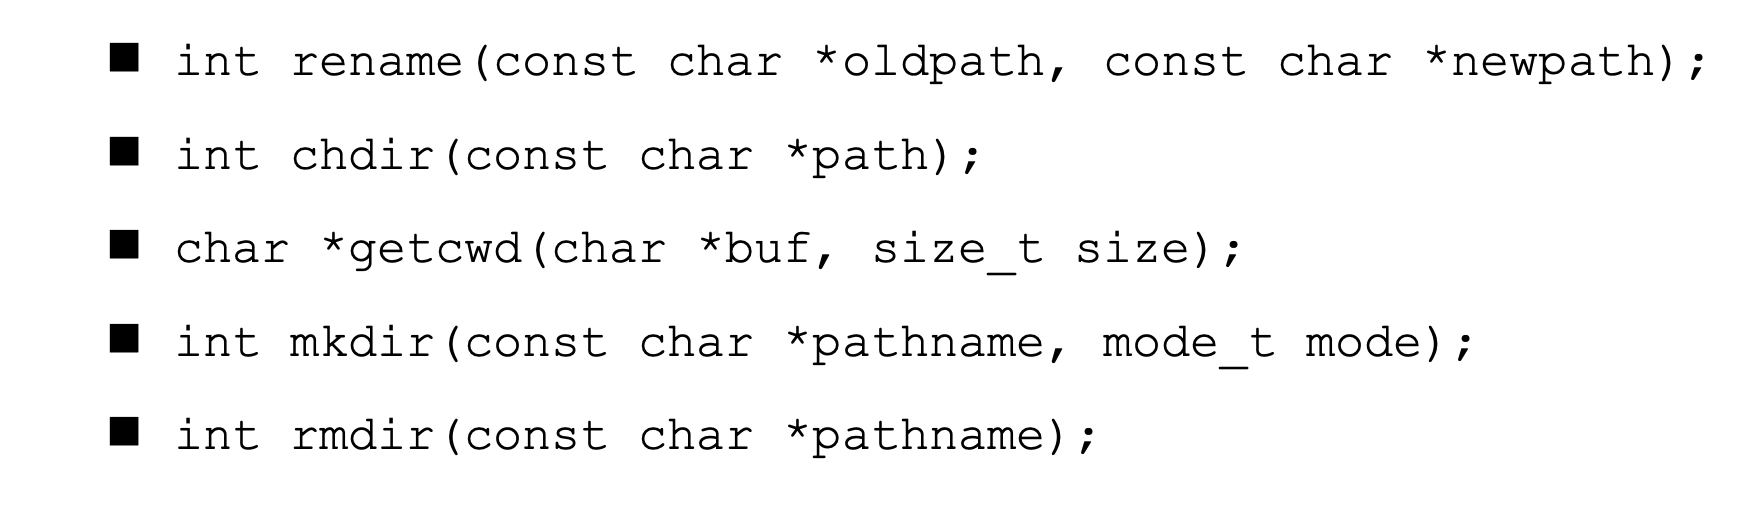 ■ int rename(const char *oldpath, const char *newpath);
■ int chdir(const char *path);
■ char *getcwd(char *buf, size_t size);
■ int mkdir(const char *pathname, mode_t mode);
■ int rmdir(const char *pathname);